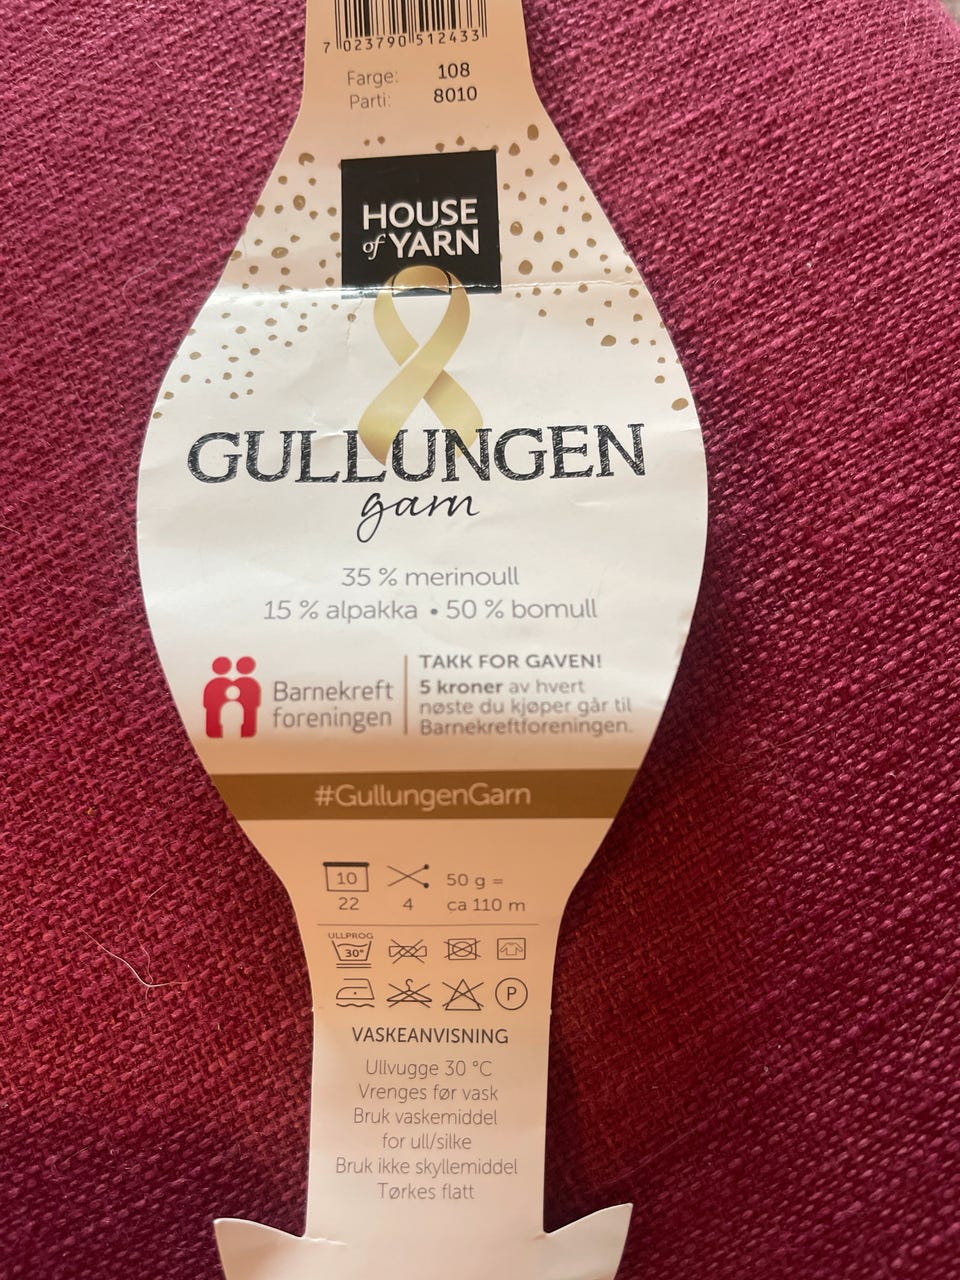 7 023790 512433
Farge: 108
Parti: 8010
HOUSE
of YARN
GULLUNGEN
garn
35 % merinoull
15 % alpakka • 50 % bomull
Barnekreft
foreningen
TAKK FOR GAVEN!
5 kroner av hvert
nøste du kjøper går til
Barnekreftforeningen.
#GullungenGarn
10
22
4
50 g =
ca 110 m
ULLPROG
30°
P
VASKEANVISNING
Ullvugge 30 °C
Vrenges før vask
Bruk vaskemiddel
for ull/silke
Bruk ikke skyllemiddel
Tørkes flatt